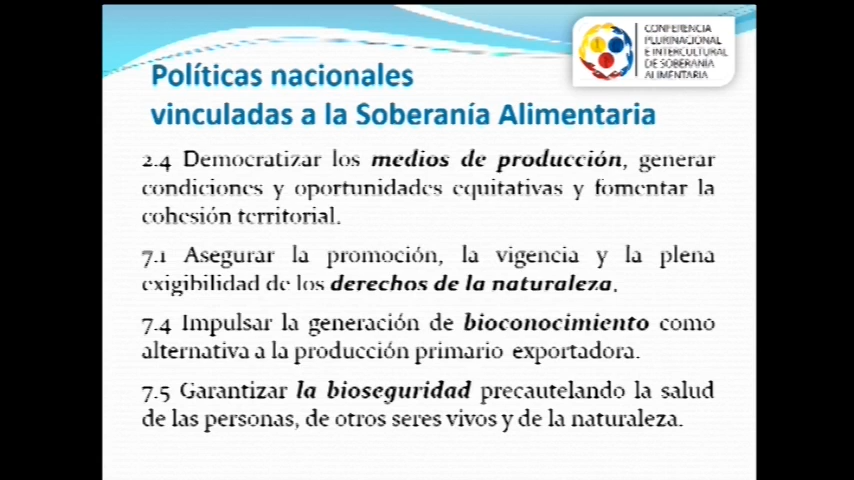 CONFERENCIA
PLURINACIONAL
E INTERCULTURAL
DE SOBERANÍA
ALIMENTARIA
Políticas nacionales
vinculadas a la Soberanía Alimentaria
2.4 Democratizar los medios de producción, generar
condiciones y oportunidades equitativas y fomentar la
cohesión territorial.
7.1 Asegurar la promoción, la vigencia y la plena
exigibilidad de los derechos de la naturaleza.
7.4 Impulsar la generación de bioconocimiento como
alternativa a la producción primario exportadora.
7.5 Garantizar la bioseguridad precautelando la salud
de las personas, de otros seres vivos y de la naturaleza.